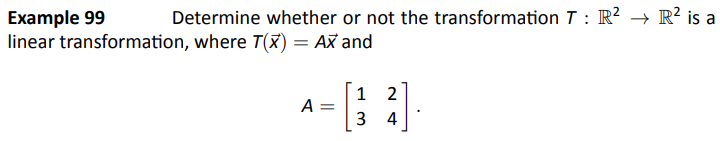 Example 99 Determine whether or not the transformation T : ℝ² → ℝ² is a
linear transformation, where T(x⃗) = Ax⃗ and
A = [1 2
3 4].